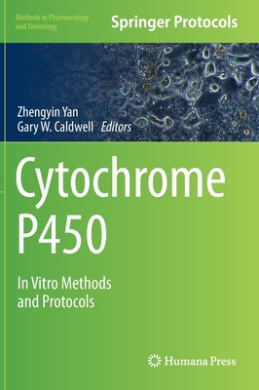 Methods in Pharmacology
and Toxicology
Springer Protocols
Zhengyin Yan
Gary W. Caldwell Editors
Cytochrome
P450
In Vitro Methods
and Protocols
Humana Press